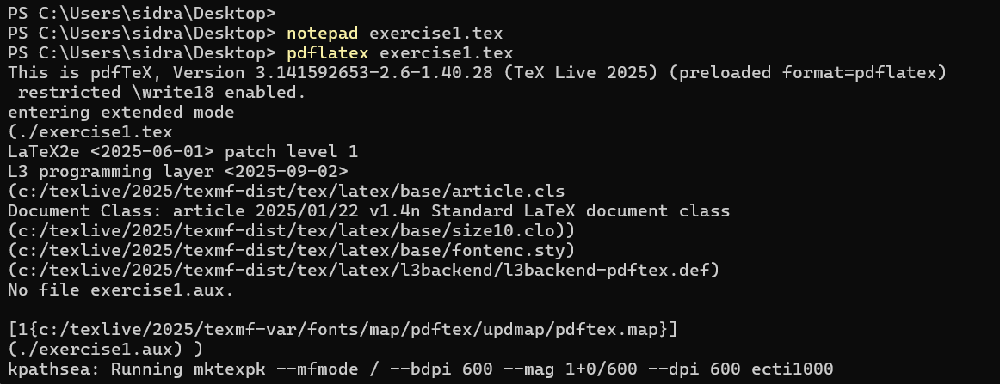 PS C:\Users\sidra\Desktop>
PS C:\Users\sidra\Desktop> notepad exercise1.tex
PS C:\Users\sidra\Desktop> pdflatex exercise1.tex
This is pdfTeX, Version 3.141592653-2.6-1.40.28 (TeX Live 2025) (preloaded format=pdflatex)
 restricted \write18 enabled.
entering extended mode
(./exercise1.tex
LaTeX2e <2025-06-01> patch level 1
L3 programming layer <2025-09-02>
(c:/texlive/2025/texmf-dist/tex/latex/base/article.cls
Document Class: article 2025/01/22 v1.4n Standard LaTeX document class
(c:/texlive/2025/texmf-dist/tex/latex/base/size10.clo))
(c:/texlive/2025/texmf-dist/tex/latex/base/fontenc.sty)
(c:/texlive/2025/texmf-dist/tex/latex/l3backend/l3backend-pdftex.def)
No file exercise1.aux.

[1{c:/texlive/2025/texmf-var/fonts/map/pdftex/updmap/pdftex.map}]
(./exercise1.aux) )
kpathsea: Running mktexpk --mfmode / --bdpi 600 --mag 1+0/600 --dpi 600 ecti1000